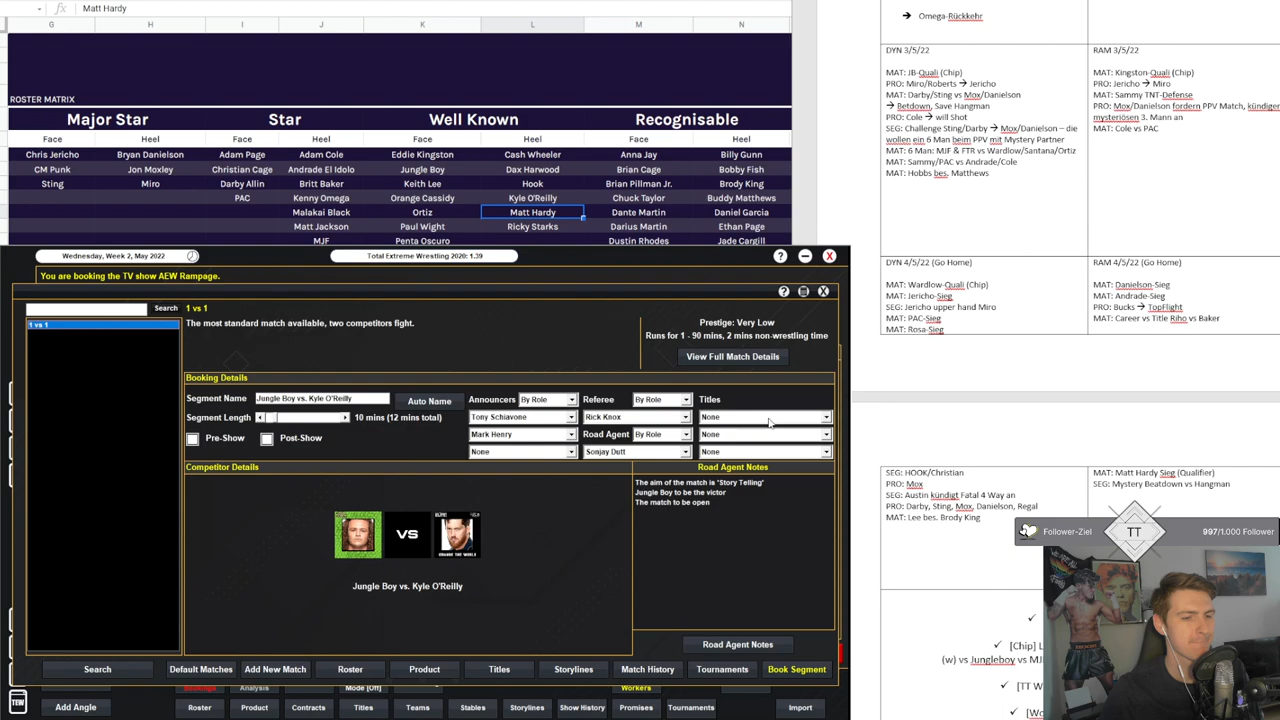 fx Matt Hardy
G H I J K L M N
ROSTER MATRIX
Major Star Star Well Known Recognisable
Face Heel Face Heel Face Heel Face Heel
Chris Jericho Bryan Danielson Adam Page Adam Cole Eddie Kingston Cash Wheeler Anna Jay Billy Gunn
CM Punk Jon Moxley Christian Cage Andrade El Idolo Jungle Boy Dax Harwood Brian Cage Bobby Fish
Sting Miro Darby Allin Britt Baker Keith Lee Hook Brian Pillman Jr. Brody King
PAC Kenny Omega Orange Cassidy Kyle O'Reilly Chuck Taylor Buddy Matthews
Malakai Black Ortiz Matt Hardy Dante Martin Daniel Garcia
Matt Jackson Paul Wight Ricky Starks Darius Martin Ethan Page
MJF Penta Oscuro Dustin Rhodes Jade Cargill
Wednesday, Week 2, May 2022 Total Extreme Wrestling 2020: 1.39 ? X
You are booking the TV show AEW Rampage.
Search 1 vs 1 ? X
1 vs 1
The most standard match available, two competitors fight.
Prestige: Very Low
Runs for 1 - 90 mins, 2 mins non-wrestling time
View Full Match Details
Booking Details
Segment Name Jungle Boy vs. Kyle O'Reilly Auto Name Announcers By Role Referee By Role Titles
Segment Length 10 mins (12 mins total) Tony Schiavone Rick Knox None
Pre-Show Post-Show Mark Henry Road Agent By Role None
None Sonjay Dutt None
Competitor Details Road Agent Notes
The aim of the match is 'Story Telling'
Jungle Boy to be the victor
The match to be open
VS
Jungle Boy vs. Kyle O'Reilly
Road Agent Notes
Search Default Matches Add New Match Roster Product Titles Storylines Match History Tournaments Book Segment
Bookings Analysis Mode [Off] Workers
TEW Add Angle Roster Product Contracts Titles Teams Stables Storylines Show History Promises Tournaments Import
➔ Omega-Rückkehr
DYN 3/5/22
MAT: JB-Quali (Chip)
PRO: Miro/Roberts ➔ Jericho
MAT: Darby/Sting vs Mox/Danielson
➔ Betdown, Save Hangman
PRO: Cole ➔ will Shot
SEG: Challenge Sting/Darby ➔ Mox/Danielson – die
wollen ein 6 Man beim PPV mit Mystery Partner
MAT: 6 Man: MJF & FTR vs Wardlow/Santana/Ortiz
MAT: Sammy/PAC vs Andrade/Cole
MAT: Hobbs bes. Matthews
RAM 3/5/22
MAT: Kingston-Quali (Chip)
PRO: Jericho ➔ Miro
MAT: Sammy TNT-Defense
PRO: Mox/Danielson fordern PPV Match, kündigen
mysteriösen 3. Mann an
MAT: Cole vs PAC
DYN 4/5/22 (Go Home)
MAT: Wardlow-Quali (Chip)
MAT: Jericho-Sieg
SEG: Jericho upper hand Miro
MAT: PAC-Sieg
MAT: Rosa-Sieg
RAM 4/5/22 (Go Home)
MAT: Danielson-Sieg
MAT: Andrade-Sieg
PRO: Bucks ➔ TopFlight
MAT: Career vs Title Riho vs Baker
SEG: HOOK/Christian
PRO: Mox
SEG: Austin kündigt Fatal 4 Way an
PRO: Darby, Sting, Mox, Danielson, Regal
MAT: Lee bes. Brody King
MAT: Matt Hardy Sieg (Qualifier)
SEG: Mystery Beatdown vs Hangman
Follower-Ziel TT 997/1.000 Follower
✓
✓ [Chip] L
(w) vs Jungleboy vs MJ
✓ [TT W
✓ [Wo